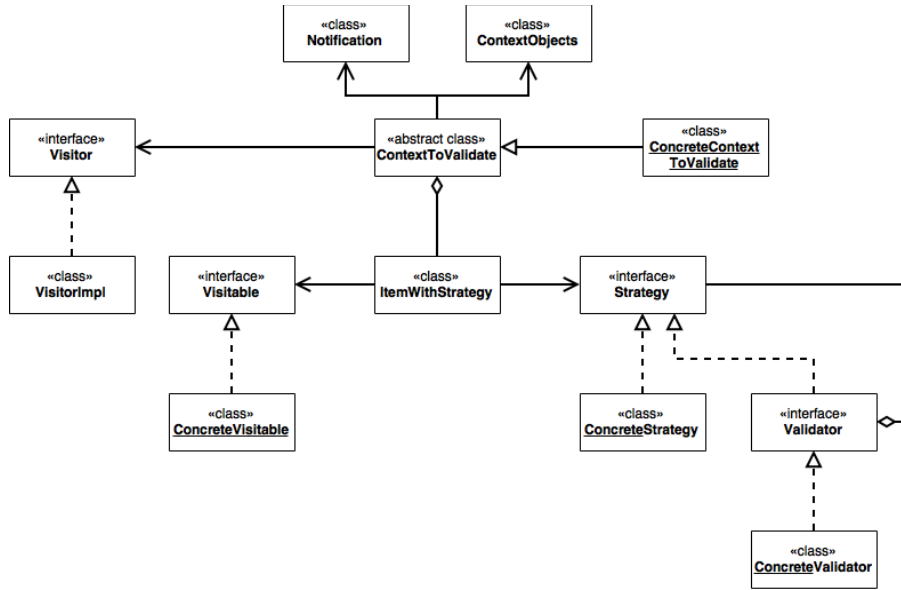 «class»
Notification
«class»
ContextObjects
«interface»
Visitor
«abstract class»
ContextToValidate
«class»
ConcreteContext
ToValidate
«class»
VisitorImpl
«interface»
Visitable
«class»
ItemWithStrategy
«interface»
Strategy
«class»
ConcreteVisitable
«class»
ConcreteStrategy
«interface»
Validator
«class»
ConcreteValidator